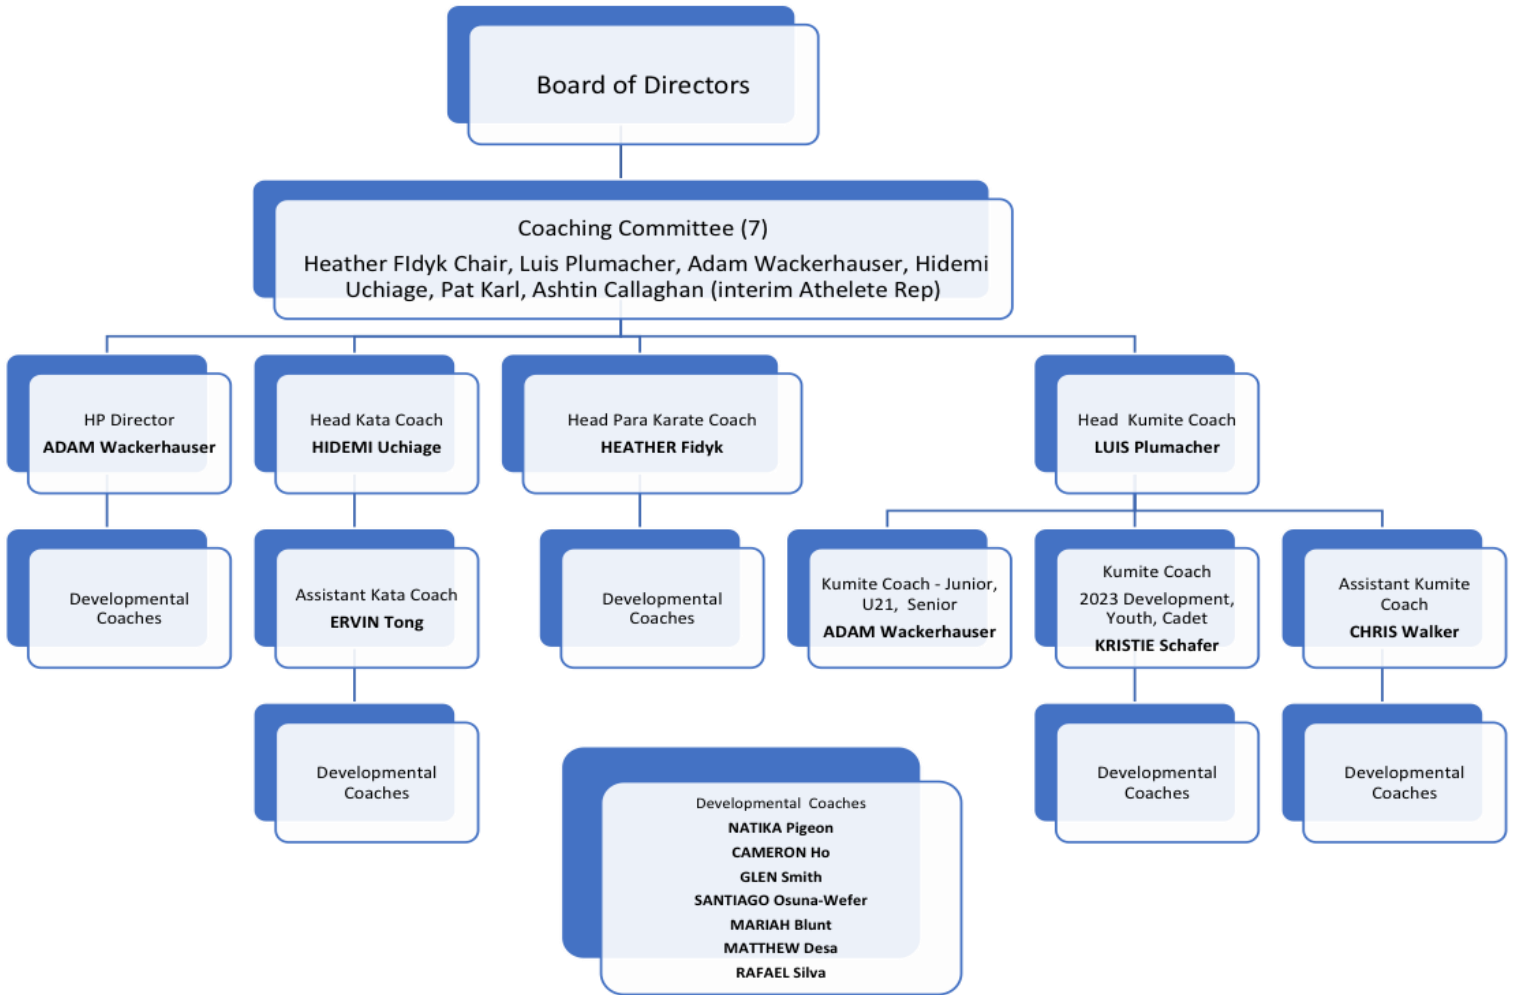 Board of Directors
Coaching Committee (7)
Heather FIdyk Chair, Luis Plumacher, Adam Wackerhauser, Hidemi
Uchiage, Pat Karl, Ashtin Callaghan (interim Athelete Rep)
HP Director
ADAM Wackerhauser
Head Kata Coach
HIDEMI Uchiage
Head Para Karate Coach
HEATHER Fidyk
Head Kumite Coach
LUIS Plumacher
Developmental
Coaches
Assistant Kata Coach
ERVIN Tong
Developmental
Coaches
Kumite Coach - Junior,
U21, Senior
ADAM Wackerhauser
Kumite Coach
2023 Development,
Youth, Cadet
KRISTIE Schafer
Assistant Kumite
Coach
CHRIS Walker
Developmental
Coaches
Developmental
Coaches
Developmental
Coaches
Developmental Coaches
NATIKA Pigeon
CAMERON Ho
GLEN Smith
SANTIAGO Osuna-Wefer
MARIAH Blunt
MATTHEW Desa
RAFAEL Silva